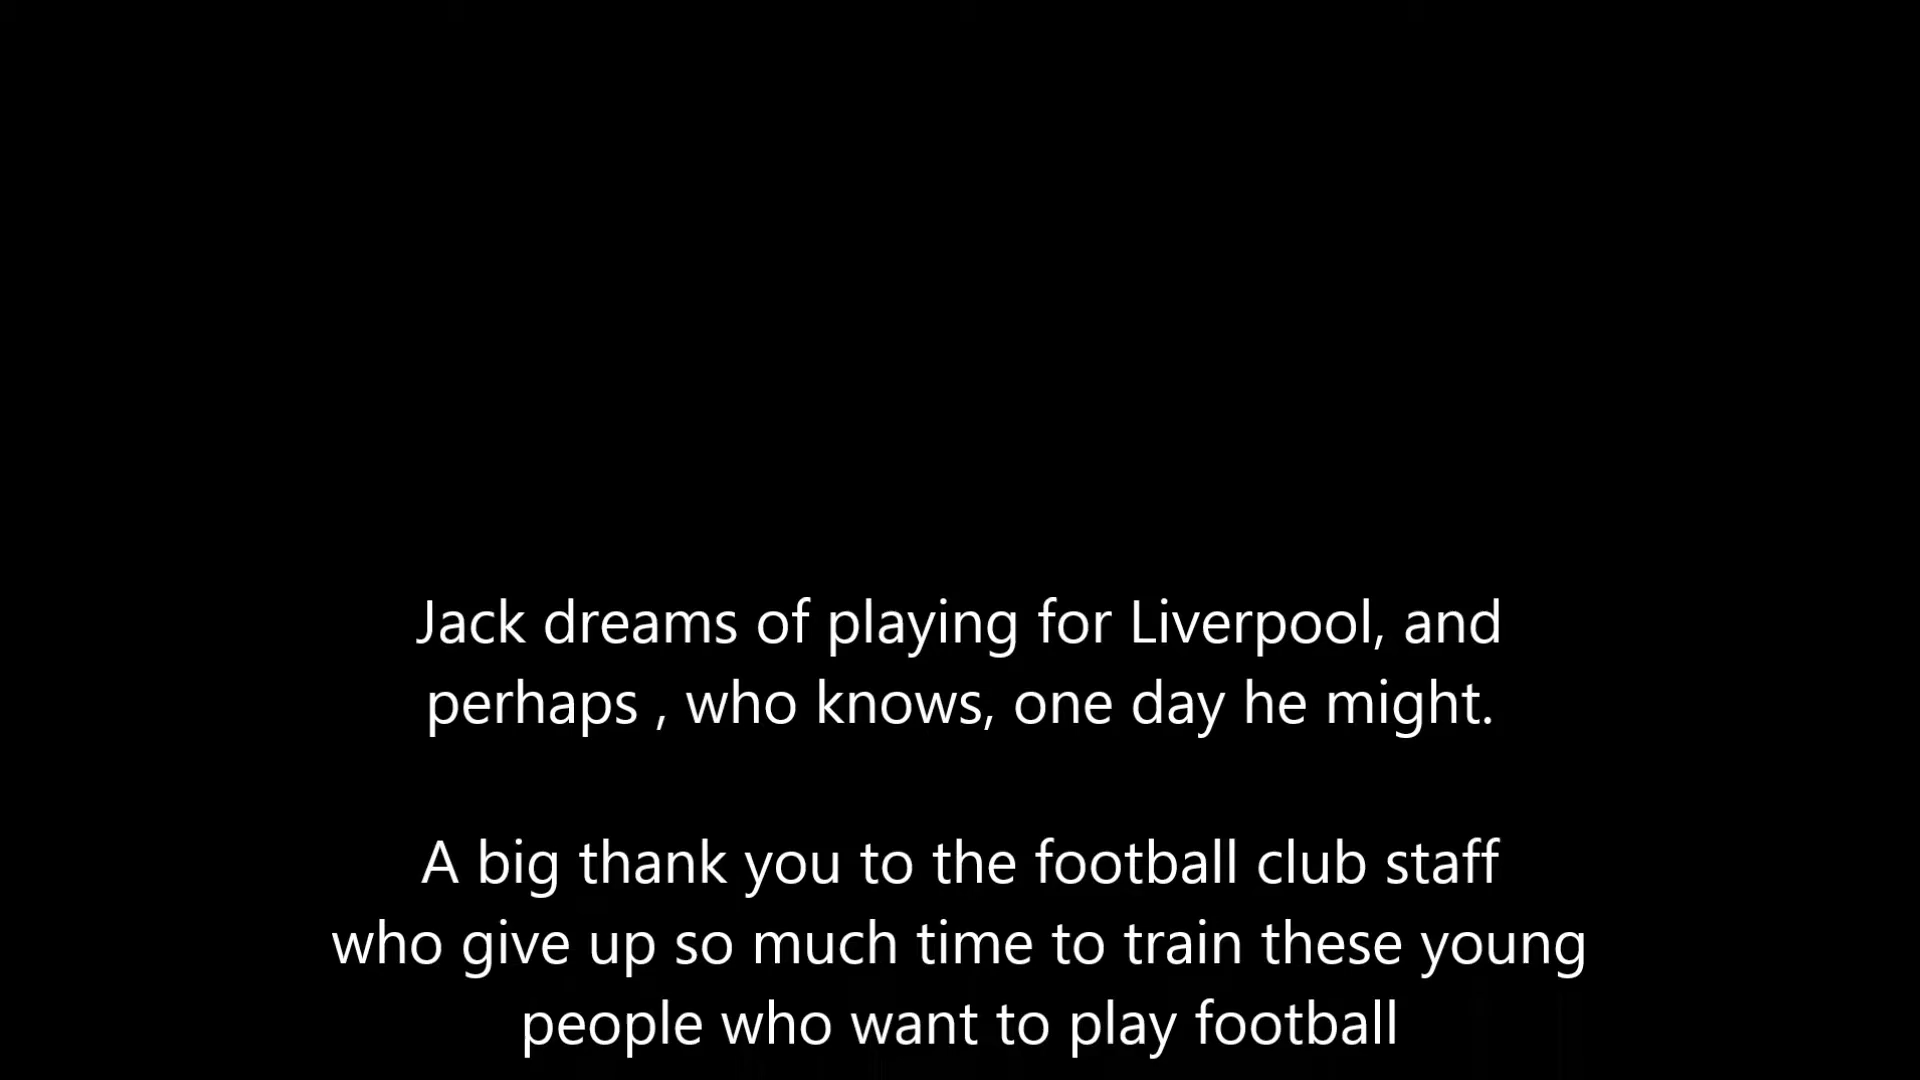 Jack dreams of playing for Liverpool, and
perhaps , who knows, one day he might.
A big thank you to the football club staff
who give up so much time to train these young
people who want to play football